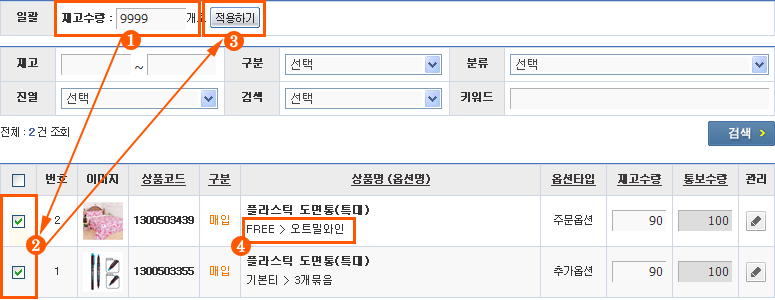 일괄 재고수량 : 9999 개로 적용하기
1 3
재고 ~ 구분 선택 분류 선택
진열 선택 검색 선택 키워드
전체 : 2건 조회 검색
번호 이미지 상품코드 구분 상품명 (옵션명) 옵션타입 재고수량 통보수량 관리
2 1300503439 매입 플라스틱 도면통(특대) 주문옵션 90 100
FREE > 오트밀와인
2 4
1 1300503355 매입 플라스틱 도면통(특대) 추가옵션 90 100
기본티 > 3개묶음